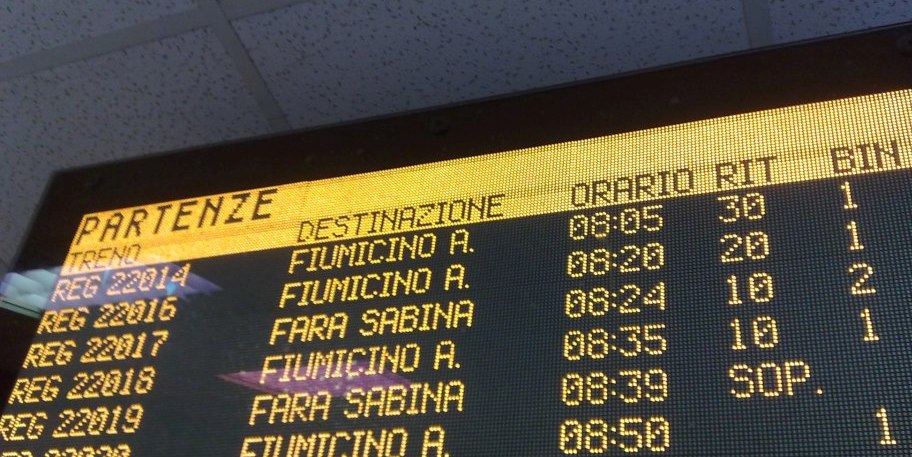 PARTENZE
TRENO DESTINAZIONE ORARIO RIT BIN
REG 22014 FIUMICINO A. 08:05 30 1
REG 22016 FIUMICINO A. 08:20 20 1
REG 22017 FARA SABINA 08:24 10 2
REG 22018 FIUMICINO A. 08:35 10 1
REG 22019 FARA SABINA 08:39 SOP.
FIUMICINO A. 08:50 1